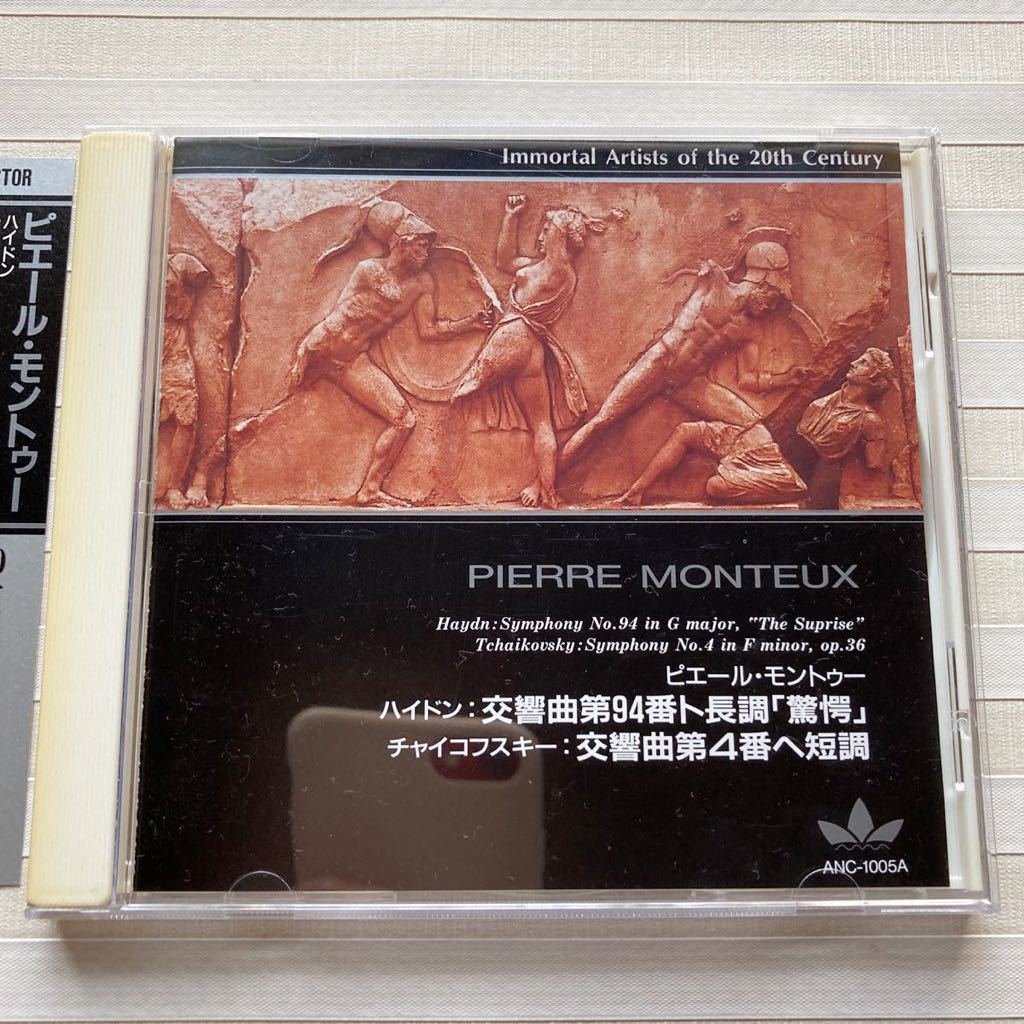 TOR
ピエール・モントゥー
ハイドン
Immortal Artists of the 20th Century
PIERRE MONTEUX
Haydn:Symphony No.94 in G major, "The Suprise"
Tchaikovsky:Symphony No.4 in F minor, op.36
ピエール・モントゥー
ハイドン:交響曲第94番ト長調「驚愕」
チャイコフスキー:交響曲第4番ヘ短調
ANC-1005A